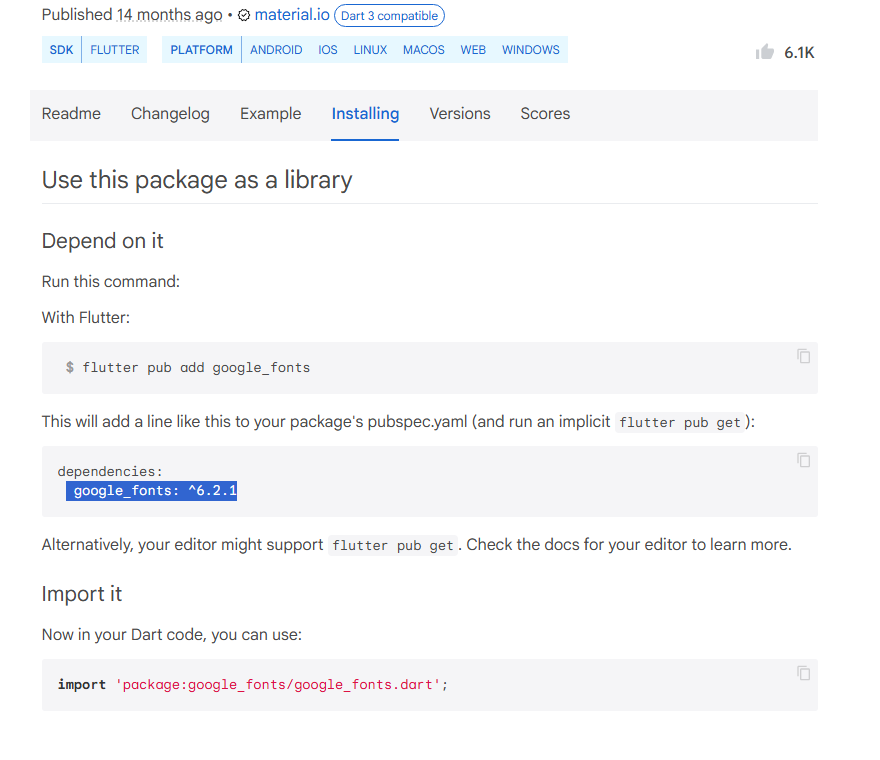 Published 14 months ago • material.io Dart 3 compatible
SDK FLUTTER PLATFORM ANDROID IOS LINUX MACOS WEB WINDOWS
6.1K
Readme Changelog Example Installing Versions Scores
Use this package as a library
Depend on it
Run this command:
With Flutter:
$ flutter pub add google_fonts
This will add a line like this to your package's pubspec.yaml (and run an implicit flutter pub get):
dependencies:
google_fonts: ^6.2.1
Alternatively, your editor might support flutter pub get. Check the docs for your editor to learn more.
Import it
Now in your Dart code, you can use:
import 'package:google_fonts/google_fonts.dart';